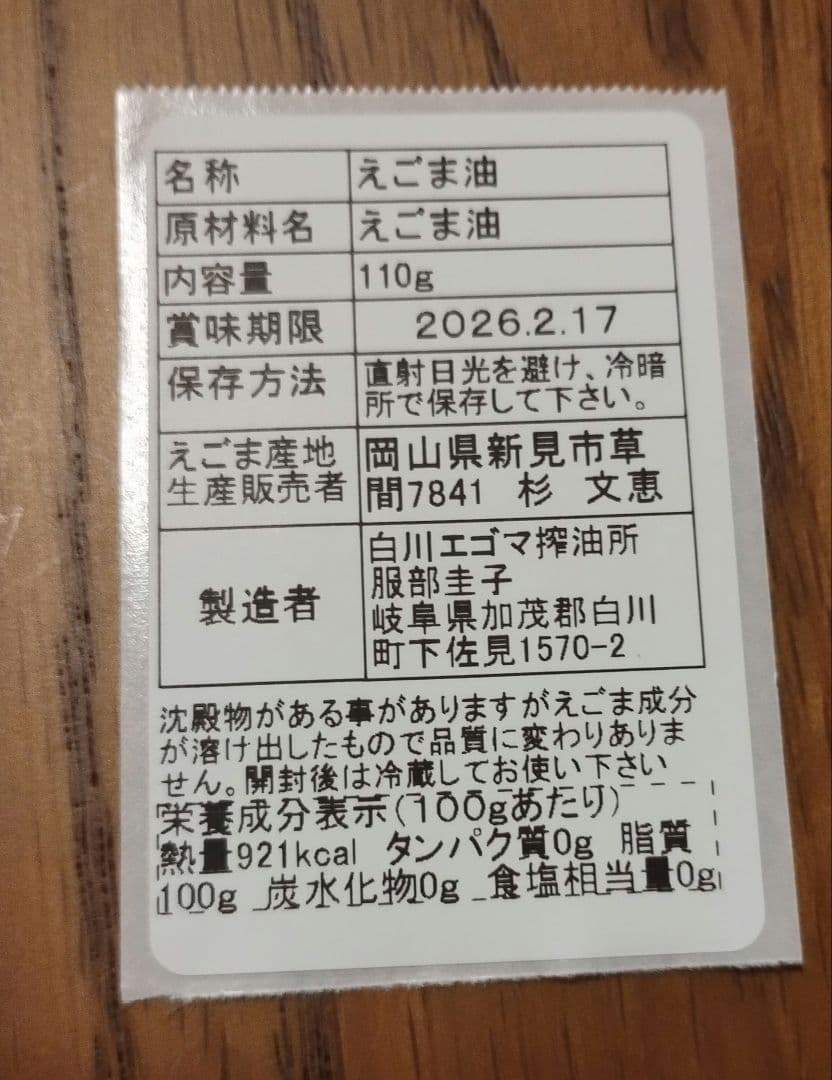 名称 えごま油
原材料名 えごま油
内容量 110g
賞味期限 2026.2.17
保存方法 直射日光を避け、冷暗
所で保存して下さい。
えごま産地
生産販売者
岡山県新見市草
間7841 杉 文恵
製造者
白川エゴマ搾油所
服部圭子
岐阜県加茂郡白川
町下佐見1570-2
沈殿物がある事がありますがえごま成分
が溶け出したもので品質に変わりありま
せん。開封後は冷蔵してお使い下さい
栄養成分表示(100gあたり)
熱量921kcal タンパク質0g 脂質
100g 炭水化物0g 食塩相当量0g